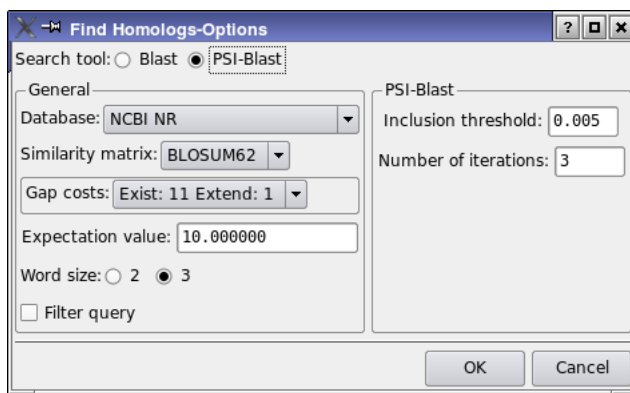 Find Homologs-Options
Search tool: Blast PSI-Blast
General
Database: NCBI NR
Similarity matrix: BLOSUM62
Gap costs: Exist: 11 Extend: 1
Expectation value: 10.000000
Word size: 2 3
Filter query
PSI-Blast
Inclusion threshold: 0.005
Number of iterations: 3
OK Cancel